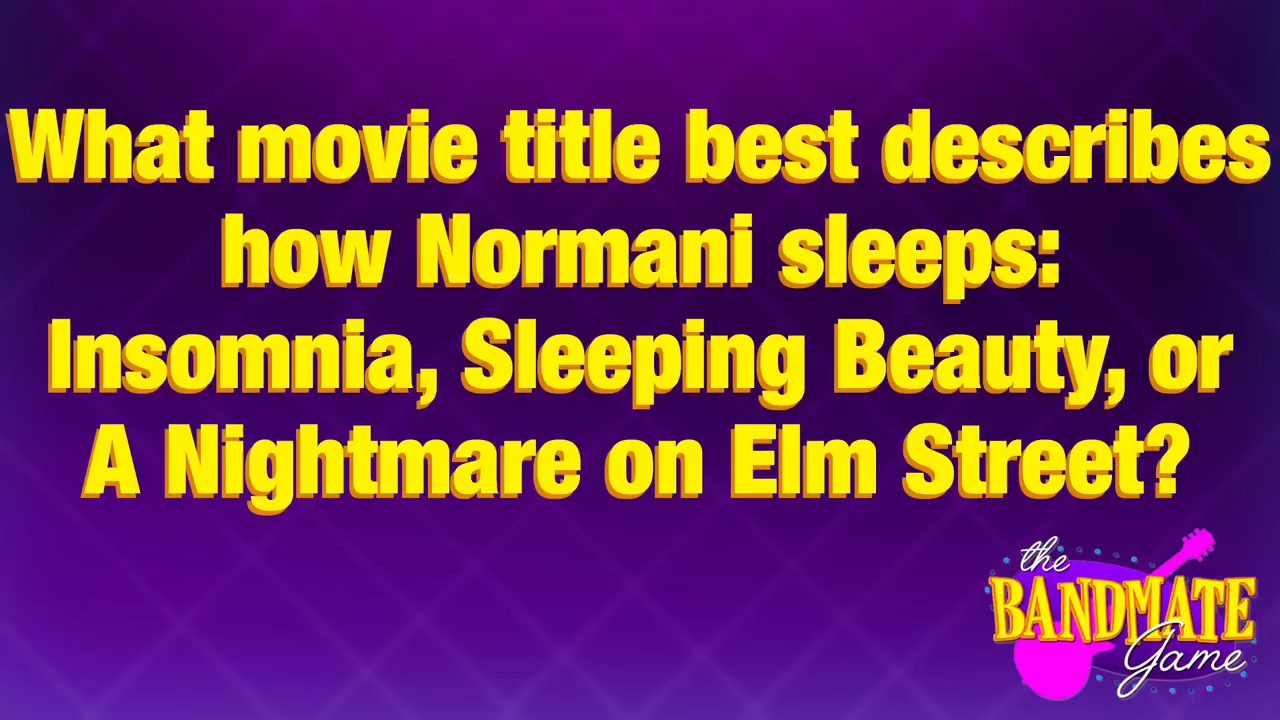 What movie title best describes
how Normani sleeps:
Insomnia, Sleeping Beauty, or
A Nightmare on Elm Street?
the
BANDMATE
Game